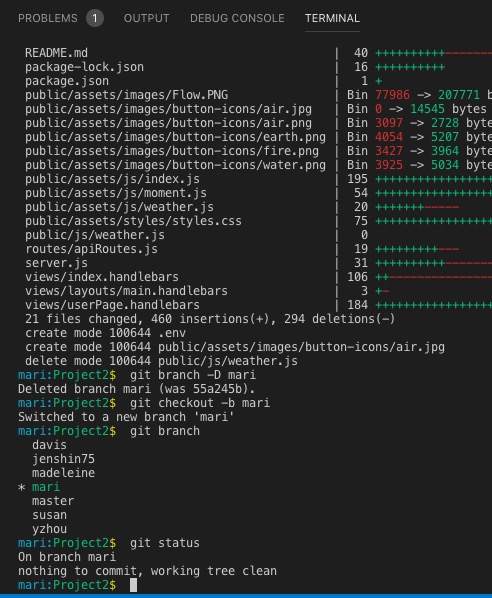 PROBLEMS 1 OUTPUT DEBUG CONSOLE TERMINAL
README.md | 40 ++++++++++-------
package-lock.json | 16 ++++++++++
package.json | 1 +
public/assets/images/Flow.PNG | Bin 77986 -> 207771 b
public/assets/images/button-icons/air.jpg | Bin 0 -> 14545 bytes
public/assets/images/button-icons/air.png | Bin 3097 -> 2728 by
public/assets/images/button-icons/earth.png | Bin 4054 -> 5207 by
public/assets/images/button-icons/fire.png | Bin 3427 -> 3964 by
public/assets/images/button-icons/water.png | Bin 3925 -> 5034 by
public/assets/js/index.js | 195 +++++++++++++++++
public/assets/js/moment.js | 54 +++++++++++++++++
public/assets/js/weather.js | 20 +++++++-----
public/assets/styles/styles.css | 75 +++++++++++++++++
public/js/weather.js | 0
routes/apiRoutes.js | 19 +++++++++---
server.js | 31 ++++++++++-------
views/index.handlebars | 106 ++---------------
views/layouts/main.handlebars | 3 +-
views/userPage.handlebars | 184 +++++++++++++++++
21 files changed, 460 insertions(+), 294 deletions(-)
create mode 100644 .env
create mode 100644 public/assets/images/button-icons/air.jpg
delete mode 100644 public/js/weather.js
mari:Project2$ git branch -D mari
Deleted branch mari (was 55a245b).
mari:Project2$ git checkout -b mari
Switched to a new branch 'mari'
mari:Project2$ git branch
davis
jenshin75
madeleine
* mari
master
susan
yzhou
mari:Project2$ git status
On branch mari
nothing to commit, working tree clean
mari:Project2$